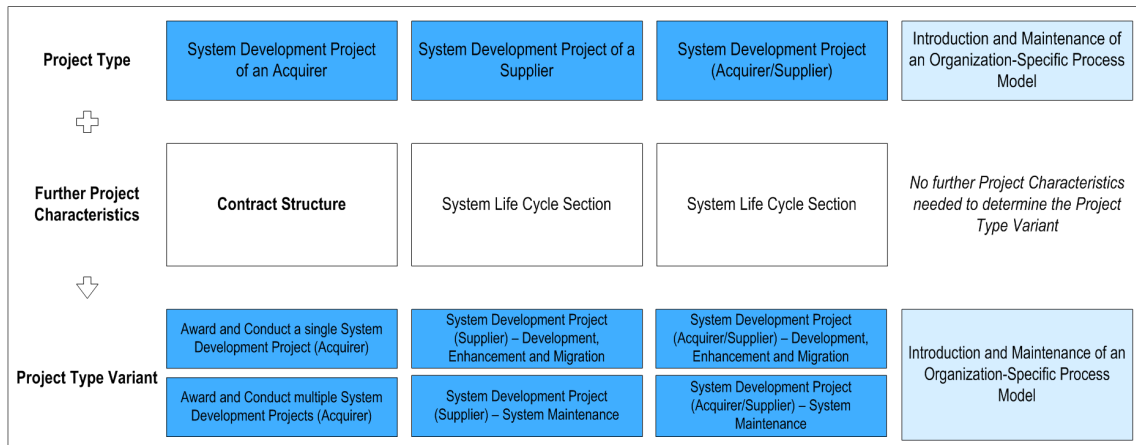 Project Type
System Development Project
of an Acquirer
System Development Project of a
Supplier
System Development Project
(Acquirer/Supplier)
Introduction and Maintenance of
an Organization-Specific Process
Model
Further Project
Characteristics
Contract Structure
System Life Cycle Section
System Life Cycle Section
No further Project Characteristics
needed to determine the Project
Type Variant
Project Type Variant
Award and Conduct a single System
Development Project (Acquirer)
System Development Project
(Supplier) – Development,
Enhancement and Migration
System Development Project
(Acquirer/Supplier) – Development,
Enhancement and Migration
Introduction and Maintenance of an
Organization-Specific Process
Model
Award and Conduct multiple System
Development Projects (Acquirer)
System Development Project
(Supplier) – System Maintenance
System Development Project
(Acquirer/Supplier) – System
Maintenance